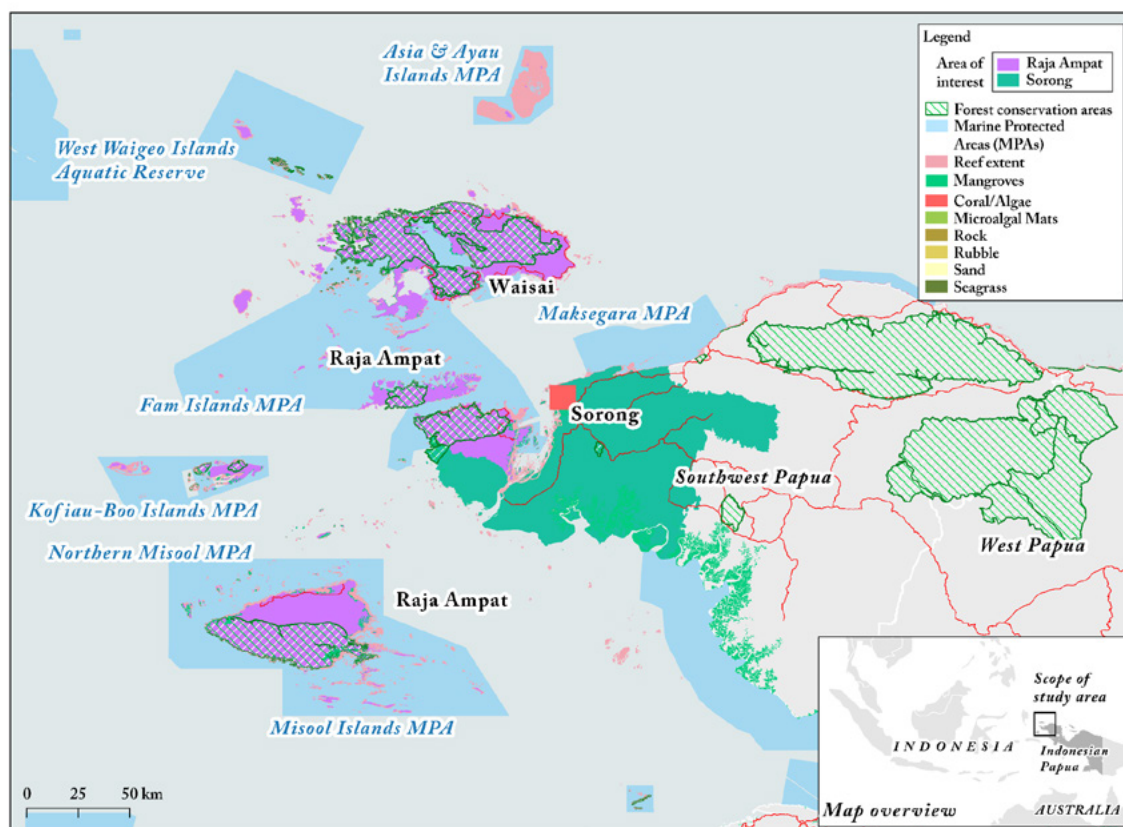 Asia & Ayau
Islands MPA
West Waigeo Islands
Aquatic Reserve
Waisai
Maksegara MPA
Raja Ampat
Fam Islands MPA
Sorong
Southwest Papua
Kofiau-Boo Islands MPA
West Papua
Northern Misool MPA
Raja Ampat
Misool Islands MPA
0 25 50 km
Legend
Area of
interest
Raja Ampat
Sorong
Forest conservation areas
Marine Protected
Areas (MPAs)
Reef extent
Mangroves
Coral/Algae
Microalgal Mats
Rock
Rubble
Sand
Seagrass
Scope of
study area
INDONESIA
Indonesian
Papua
Map overview
AUSTRALIA